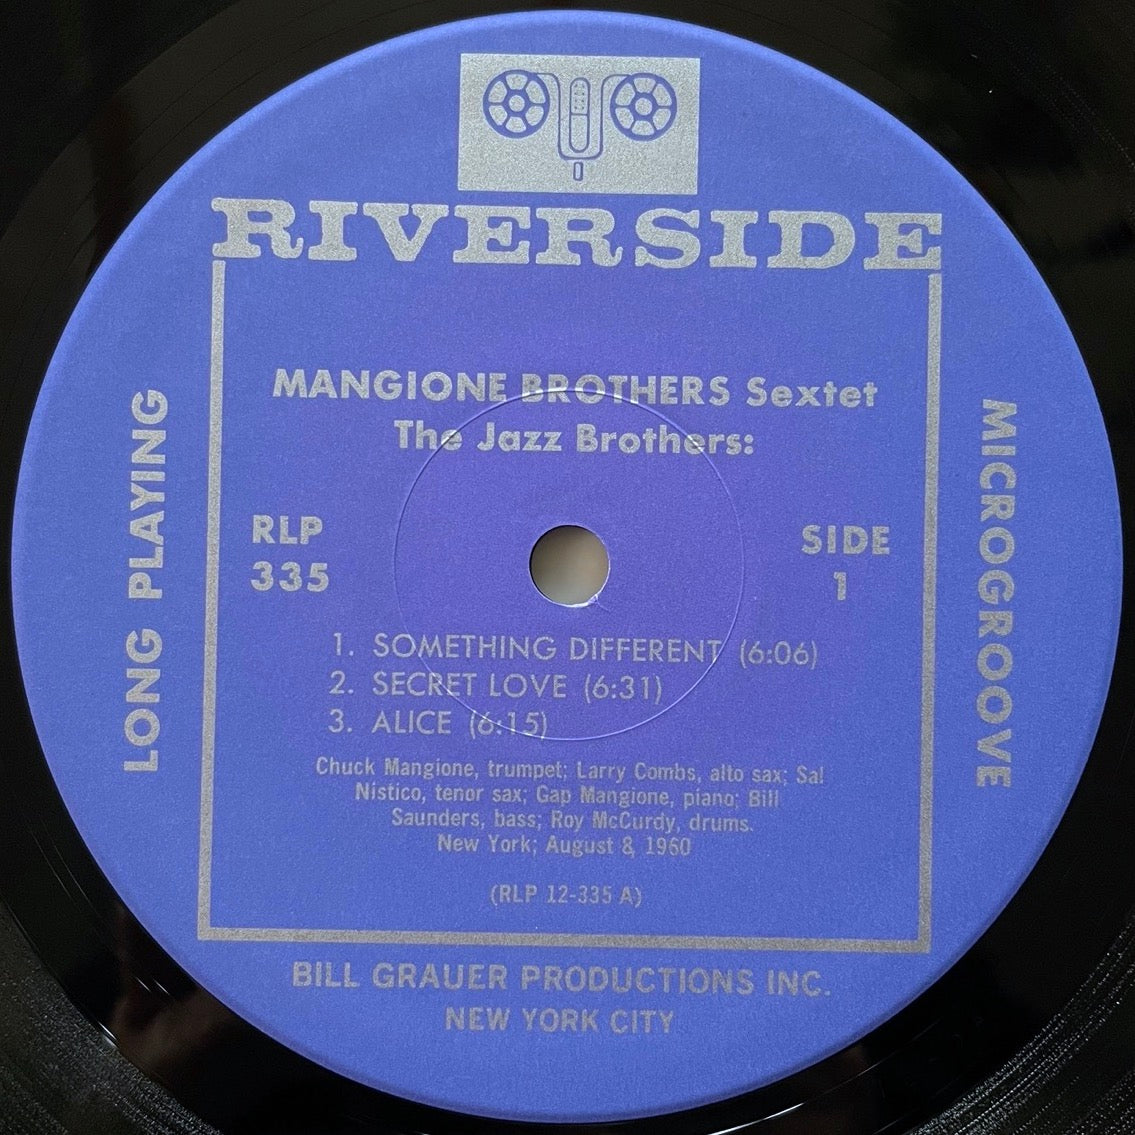 RIVERSIDE
MANGIONE BROTHERS Sextet
The Jazz Brothers:
LONG PLAYING
RLP
335
SIDE
1
MICROGROOVE
1. SOMETHING DIFFERENT (6:06)
2. SECRET LOVE (6:31)
3. ALICE (6:15)
Chuck Mangione, trumpet; Larry Combs, alto sax; Sal
Nistico, tenor sax; Gap Mangione, piano; Bill
Saunders, bass; Roy McCurdy, drums.
New York; August 8, 1960
(RLP 12-335 A)
BILL GRAUER PRODUCTIONS INC.
NEW YORK CITY